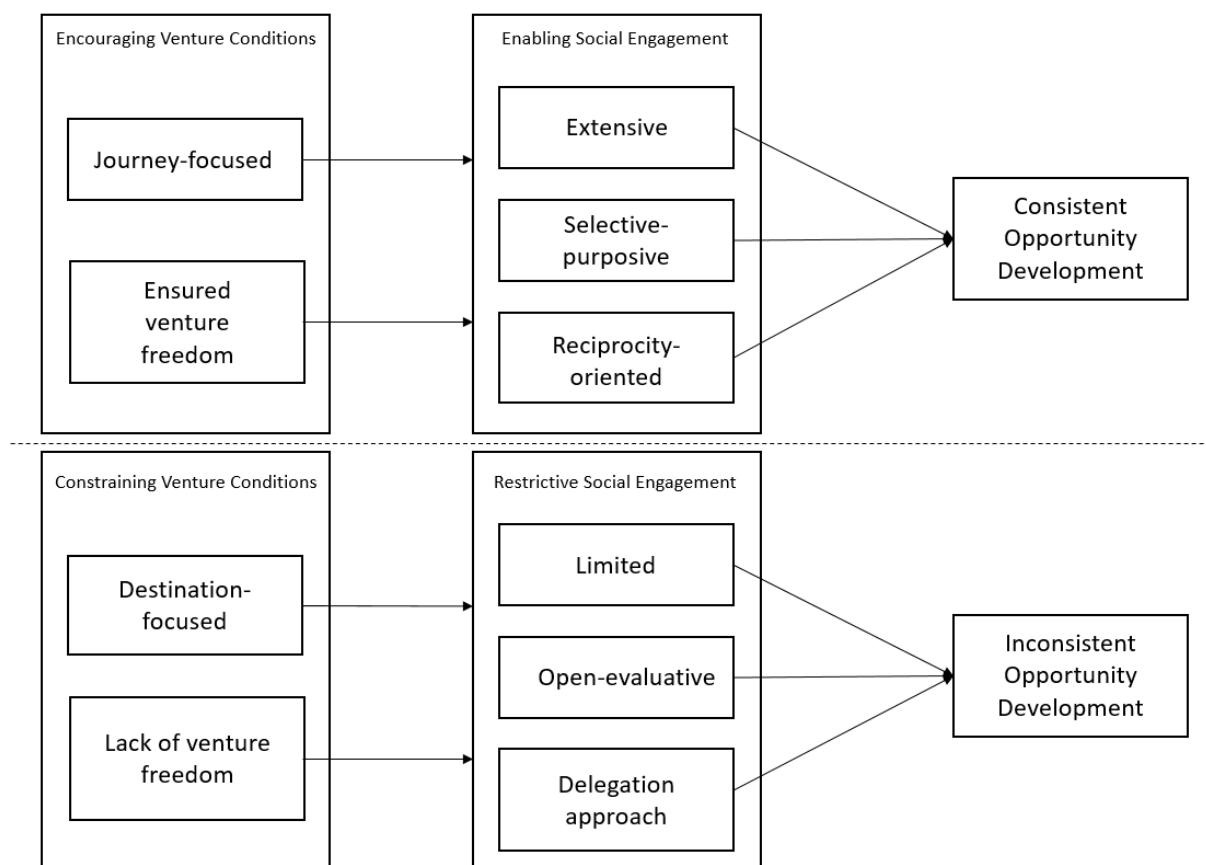 Encouraging Venture Conditions
Journey-focused
Ensured
venture
freedom
Enabling Social Engagement
Extensive
Selective-
purposive
Reciprocity-
oriented
Consistent
Opportunity
Development
Constraining Venture Conditions
Destination-
focused
Lack of venture
freedom
Restrictive Social Engagement
Limited
Open-evaluative
Delegation
approach
Inconsistent
Opportunity
Development